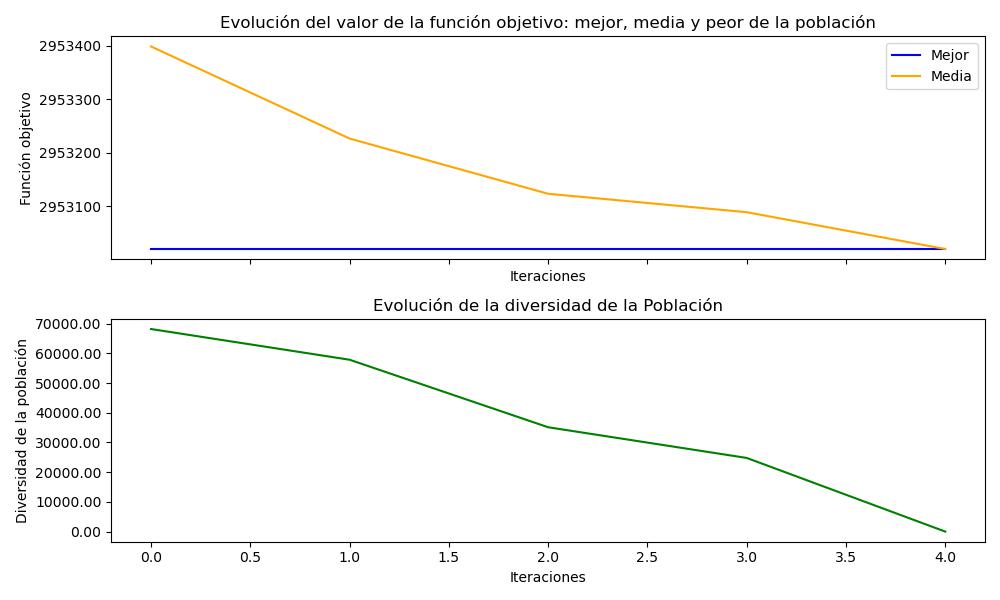 Evolución del valor de la función objetivo: mejor, media y peor de la población
2953400
2953300
2953200
2953100
Función objetivo
Mejor
Media
Iteraciones
Evolución de la diversidad de la Población
70000.00
60000.00
50000.00
40000.00
30000.00
20000.00
10000.00
0.00
Diversidad de la población
0.0 0.5 1.0 1.5 2.0 2.5 3.0 3.5 4.0
Iteraciones